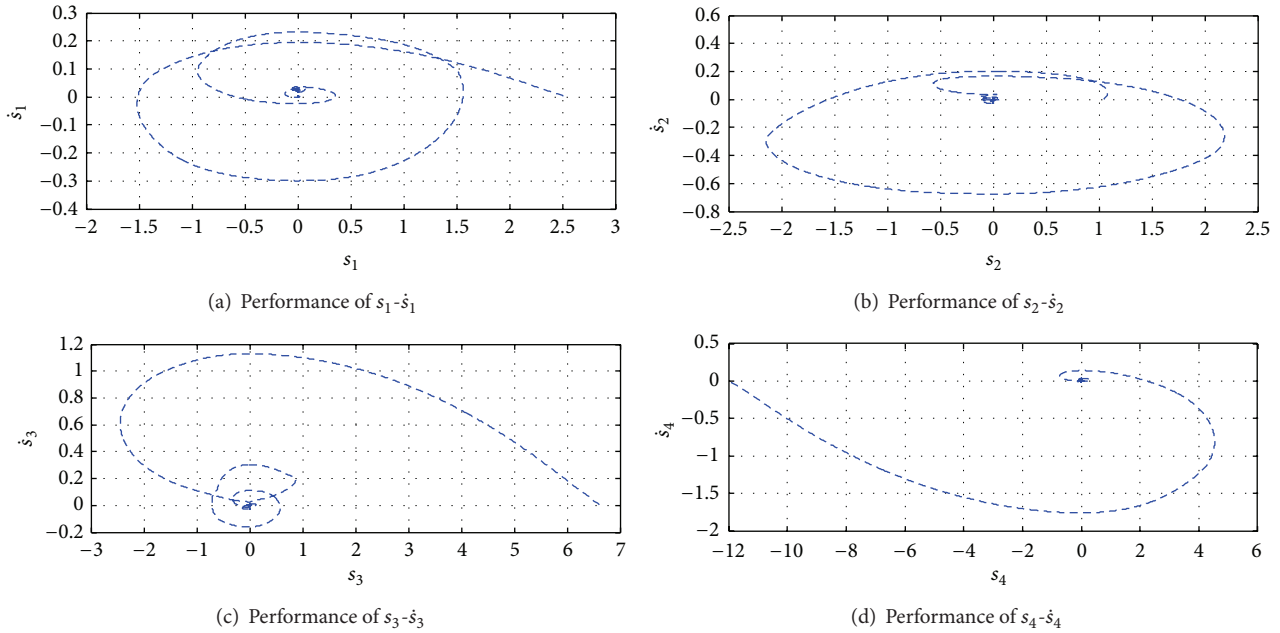 0.3
0.2
0.1
0
−0.1
−0.2
−0.3
−0.4
ṡ1
−2 −1.5 −1 −0.5 0 0.5 1 1.5 2 2.5 3
s1
(a) Performance of s1-ṡ1
0.6
0.4
0.2
0
−0.2
−0.4
−0.6
−0.8
ṡ2
−2.5 −2 −1.5 −1 −0.5 0 0.5 1 1.5 2 2.5
s2
(b) Performance of s2-ṡ2
1.2
1
0.8
0.6
0.4
0.2
0
−0.2
ṡ3
−3 −2 −1 0 1 2 3 4 5 6 7
s3
(c) Performance of s3-ṡ3
0.5
0
−0.5
−1
−1.5
−2
ṡ4
−12 −10 −8 −6 −4 −2 0 2 4 6
s4
(d) Performance of s4-ṡ4